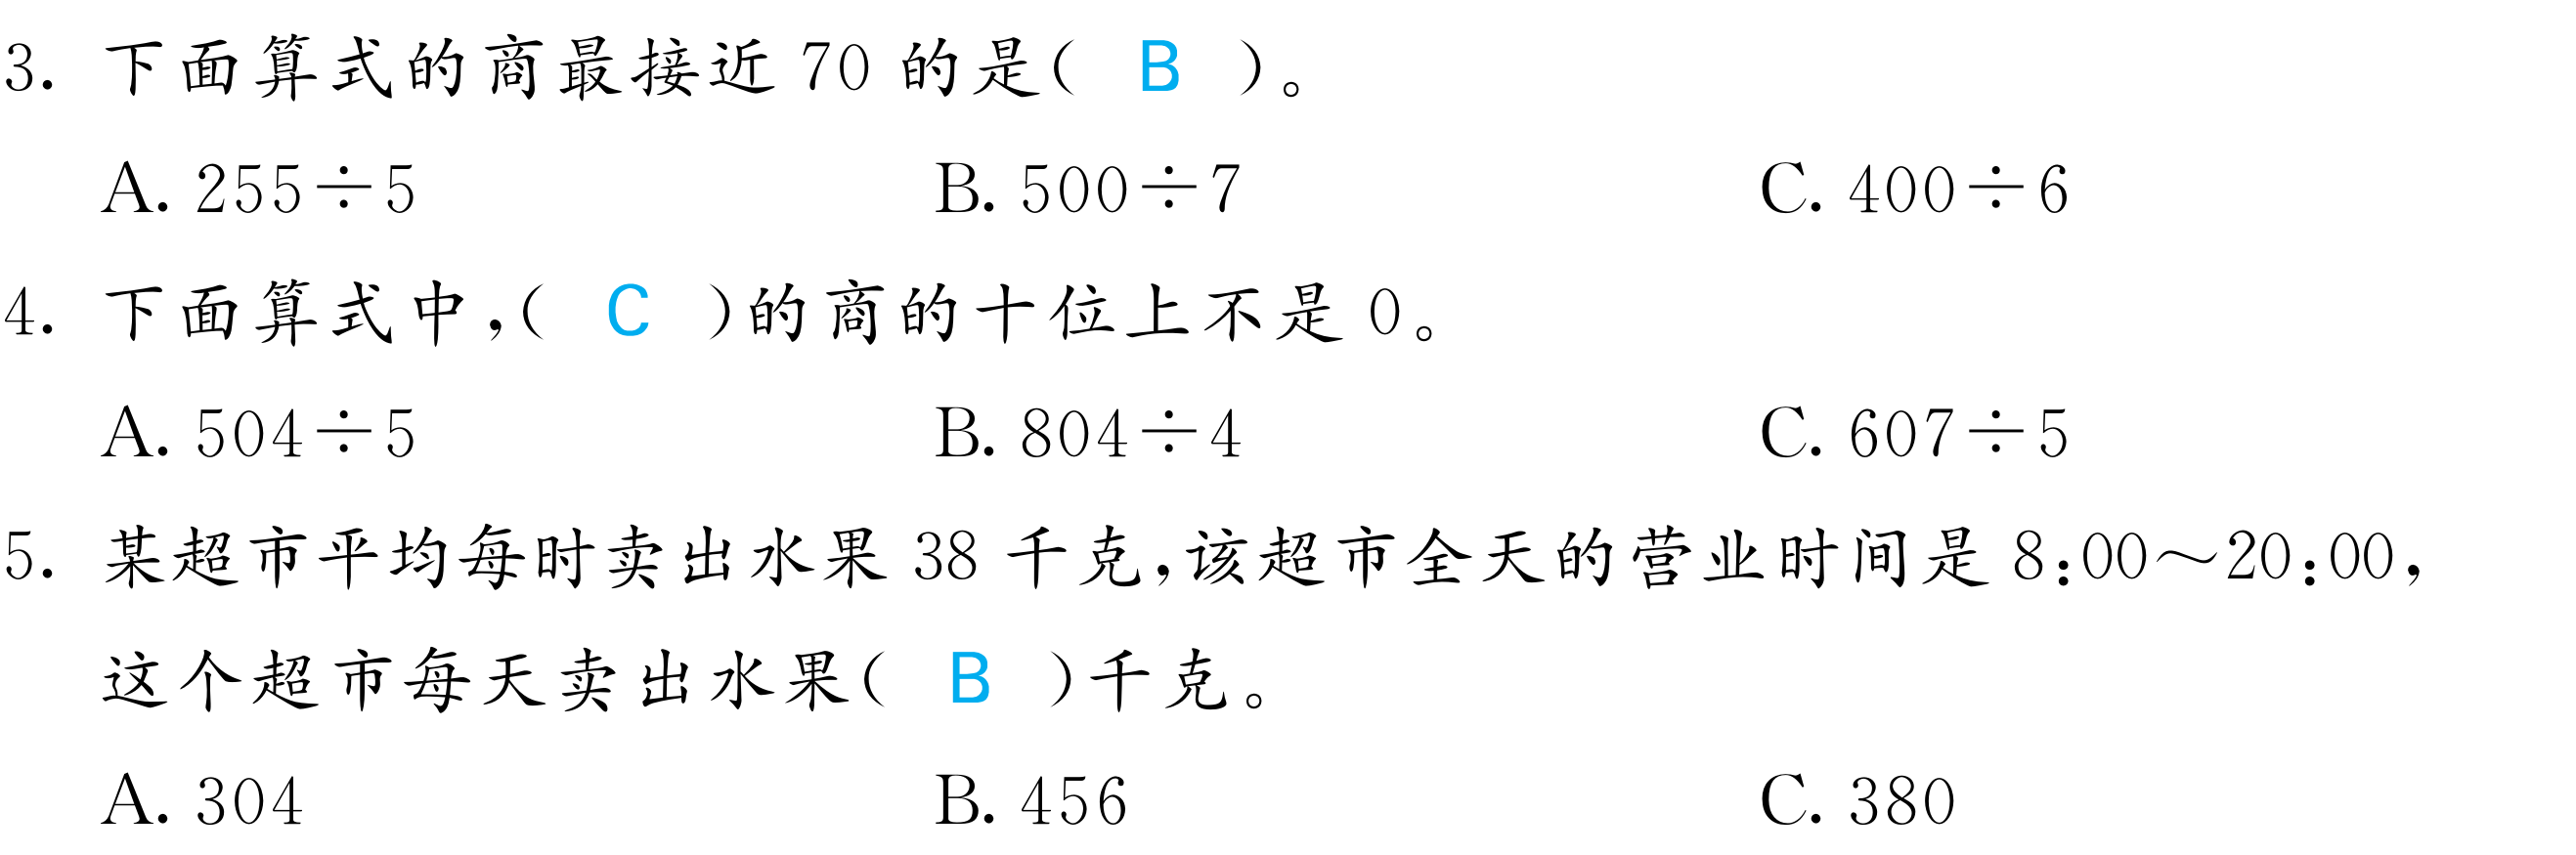 3. 下面算式的商最接近 70 的是( B )。
A. 255÷5 B. 500÷7 C. 400÷6
4. 下面算式中,( C )的商的十位上不是 0。
A. 504÷5 B. 804÷4 C. 607÷5
5. 某超市平均每时卖出水果 38 千克,该超市全天的营业时间是 8:00～20:00,
这个超市每天卖出水果( B )千克。
A. 304 B. 456 C. 380